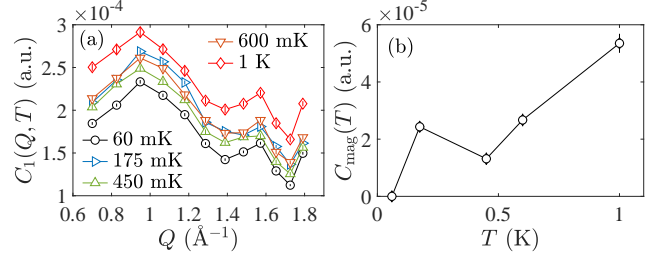 ×10⁻⁴
3
2.5
2
1.5
1
C₁(Q,T) (a.u.)
(a)
600 mK
1 K
60 mK
175 mK
450 mK
0.6 0.8 1 1.2 1.4 1.6 1.8
Q (Å⁻¹)
×10⁻⁵
6
4
2
0
C_mag(T) (a.u.)
(b)
0 0.5 1
T (K)